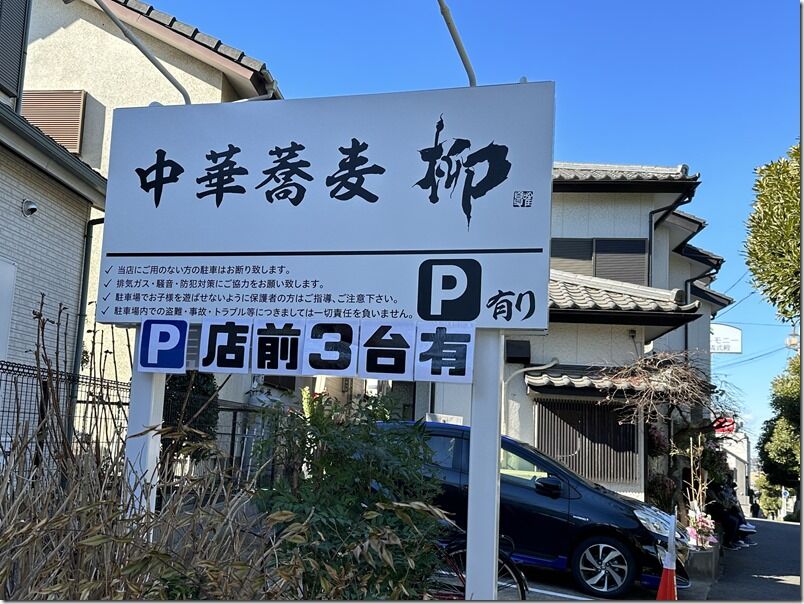 中華蕎麦 柳
✓ 当店にご用のない方の駐車はお断り致します。
✓ 排気ガス・騒音・防犯対策にご協力をお願い致します。
✓ 駐車場でお子様を遊ばせないように保護者の方はご指導、ご注意下さい。
✓ 駐車場内での盗難・事故・トラブル等につきましては一切責任を負いません。
P 有り
P 店前3台有